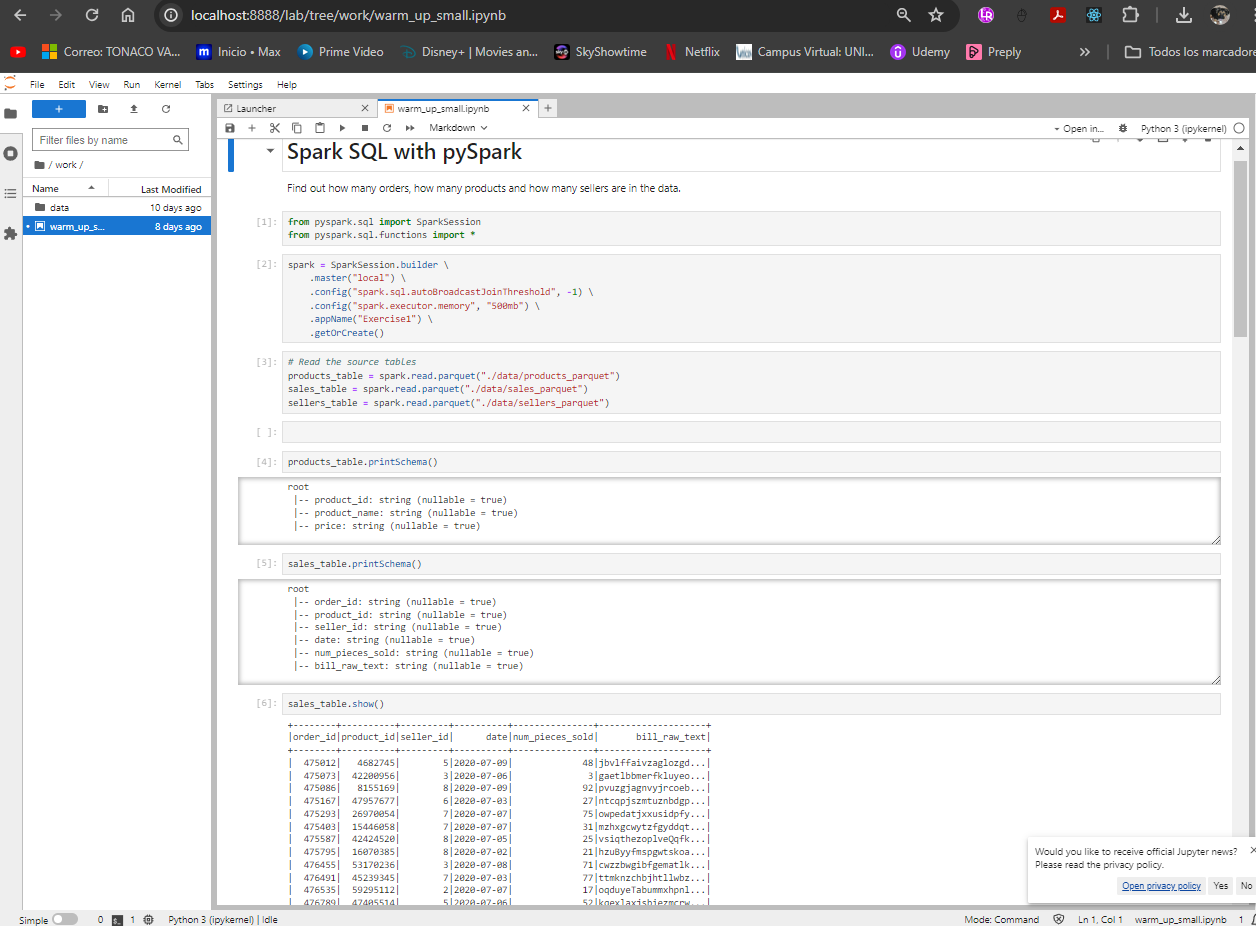 localhost:8888/lab/tree/work/warm_up_small.ipynb
Correo: TONACO VA...
Inicio • Max
Prime Video
Disney+ | Movies an...
SkyShowtime
Netflix
Campus Virtual: UNI...
Udemy
Preply
Todos los marcadore
File Edit View Run Kernel Tabs Settings Help
Filter files by name
/ work /
Name Last Modified
data 10 days ago
warm_up_s... 8 days ago
Launcher
warm_up_small.ipynb
Markdown
Open in...
Python 3 (ipykernel)
Spark SQL with pySpark
Find out how many orders, how many products and how many sellers are in the data.
[1]: from pyspark.sql import SparkSession
from pyspark.sql.functions import *
[2]: spark = SparkSession.builder \
.master("local") \
.config("spark.sql.autoBroadcastJoinThreshold", -1) \
.config("spark.executor.memory", "500mb") \
.appName("Exercise1") \
.getOrCreate()
[3]: # Read the source tables
products_table = spark.read.parquet("./data/products_parquet")
sales_table = spark.read.parquet("./data/sales_parquet")
sellers_table = spark.read.parquet("./data/sellers_parquet")
[ ]:
[4]: products_table.printSchema()
root
|-- product_id: string (nullable = true)
|-- product_name: string (nullable = true)
|-- price: string (nullable = true)
[5]: sales_table.printSchema()
root
|-- order_id: string (nullable = true)
|-- product_id: string (nullable = true)
|-- seller_id: string (nullable = true)
|-- date: string (nullable = true)
|-- num_pieces_sold: string (nullable = true)
|-- bill_raw_text: string (nullable = true)
[6]: sales_table.show()
+--------+----------+---------+----------+---------------+--------------------+
|order_id|product_id|seller_id|      date|num_pieces_sold|       bill_raw_text|
+--------+----------+---------+----------+---------------+--------------------+
|  475012|   4682745|        5|2020-07-09|             48|jbvlffaivzaglozgd...|
|  475073|  42200956|        3|2020-07-06|              3|gaetlbbmerfkluyeo...|
|  475086|   8155169|        8|2020-07-09|             92|pvuzgjagnvyjrcoeb...|
|  475167|  47957677|        6|2020-07-03|             27|ntcqpjszmtuznbdgp...|
|  475293|  26970054|        7|2020-07-07|             75|owpedatjxxusidpfy...|
|  475403|  15446058|        7|2020-07-07|             31|mzhxgcwytzfgyddqt...|
|  475587|  42424520|        8|2020-07-05|             25|vsiqthezoplveQqfk...|
|  475795|  16070385|        8|2020-07-02|             21|hzuByyfmspgwtskoa...|
|  476455|  53170236|        3|2020-07-08|             71|cwzzbwgibfgematlk...|
|  476491|  45239345|        7|2020-07-03|             77|ttmknzchbjhtllwbz...|
|  476535|  59295112|        2|2020-07-07|             17|oqduyeTabummxhpnl...|
|  476789|  47405514|        5|2020-07-06|             52|
Would you like to receive official Jupyter news?
Please read the privacy policy.
Open privacy policy Yes No
Simple 0 1 Python 3 (ipykernel) | Idle
Mode: Command Ln 1, Col 1 warm_up_small.ipynb 1